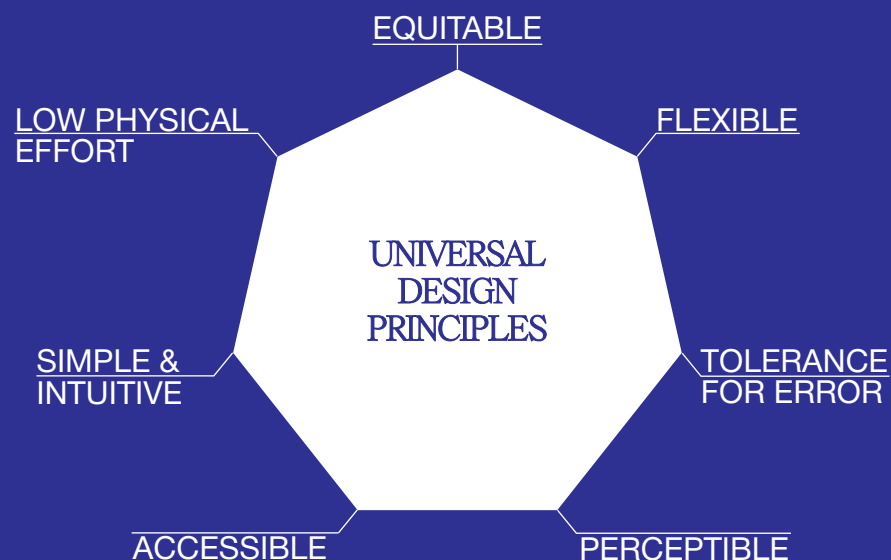 EQUITABLE
LOW PHYSICAL
EFFORT
FLEXIBLE
UNIVERSAL
DESIGN
PRINCIPLES
SIMPLE &
INTUITIVE
TOLERANCE
FOR ERROR
ACCESSIBLE
PERCEPTIBLE